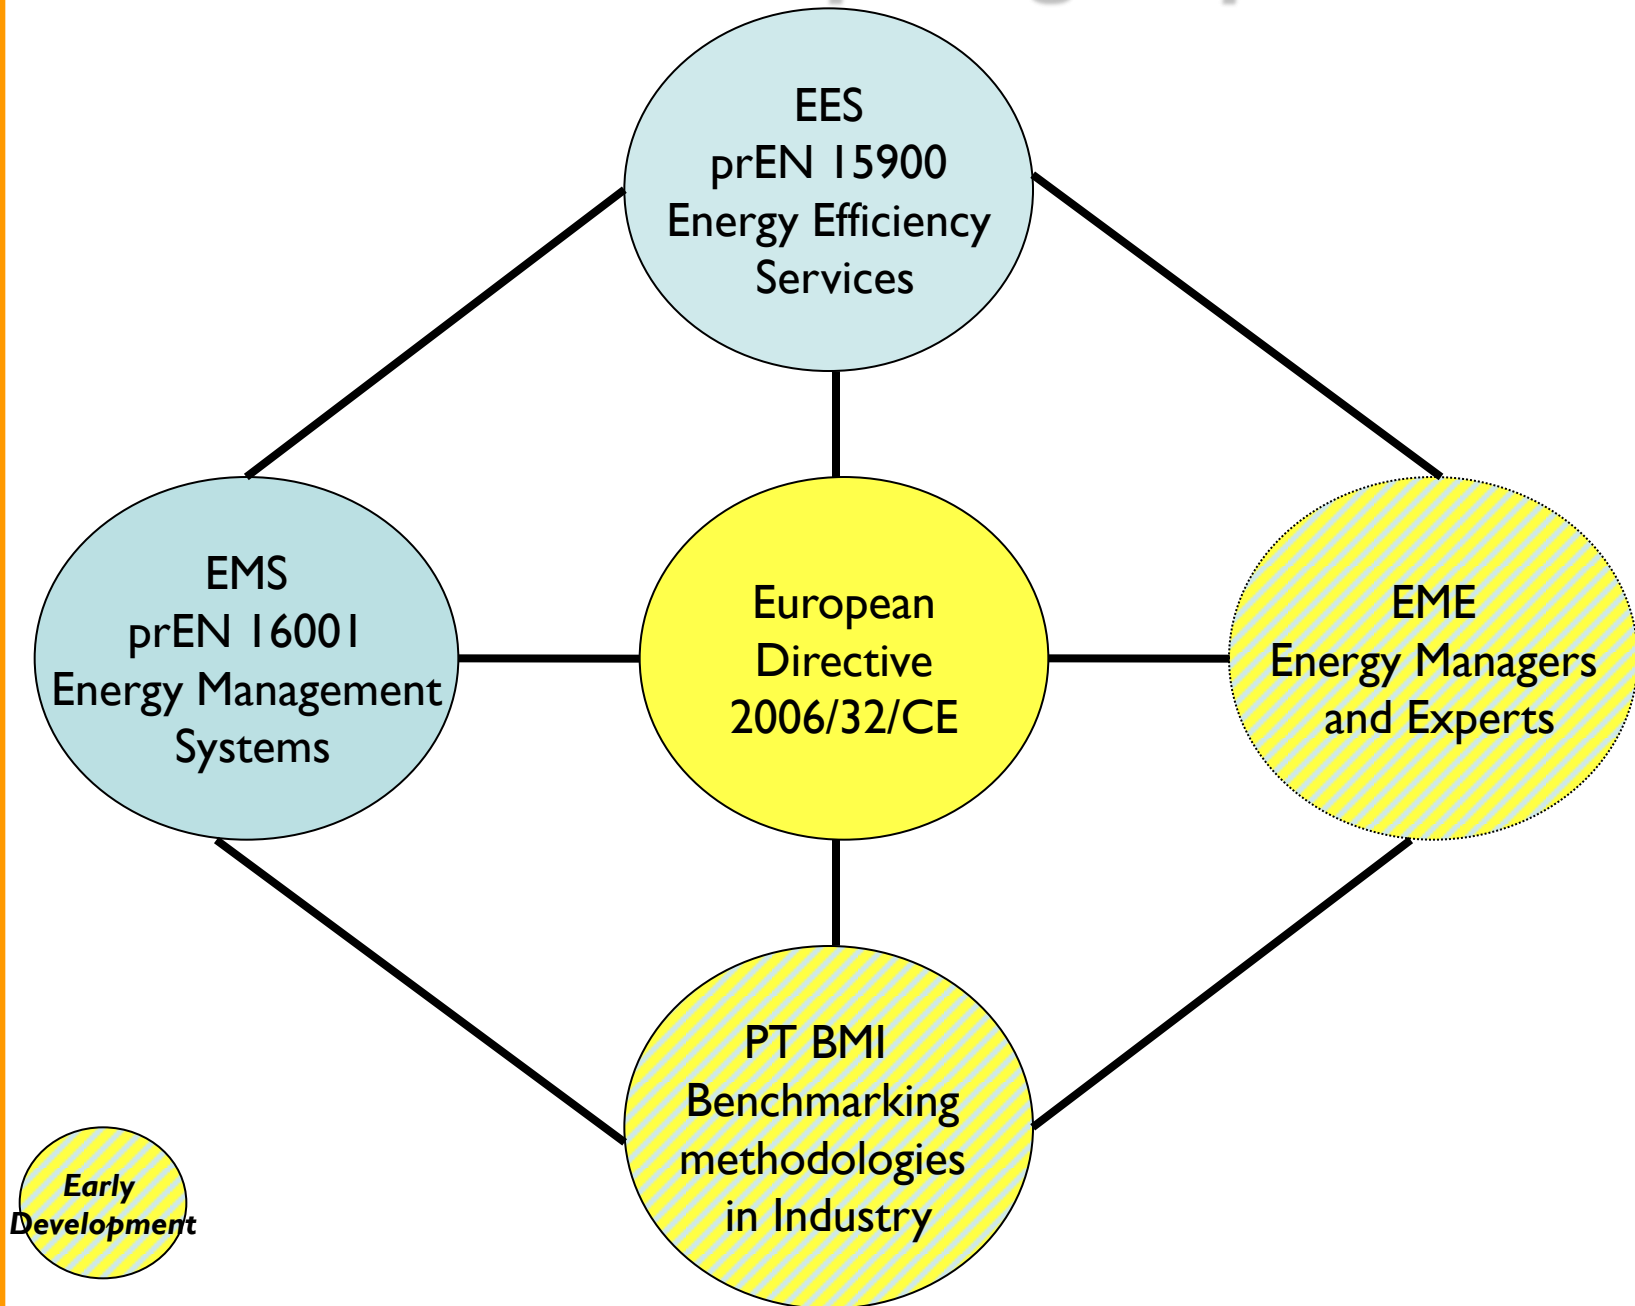 EES
prEN 15900
Energy Efficiency
Services
EMS
prEN 16001
Energy Management
Systems
European
Directive
2006/32/CE
EME
Energy Managers
and Experts
PT BMI
Benchmarking
methodologies
in Industry
Early
Development